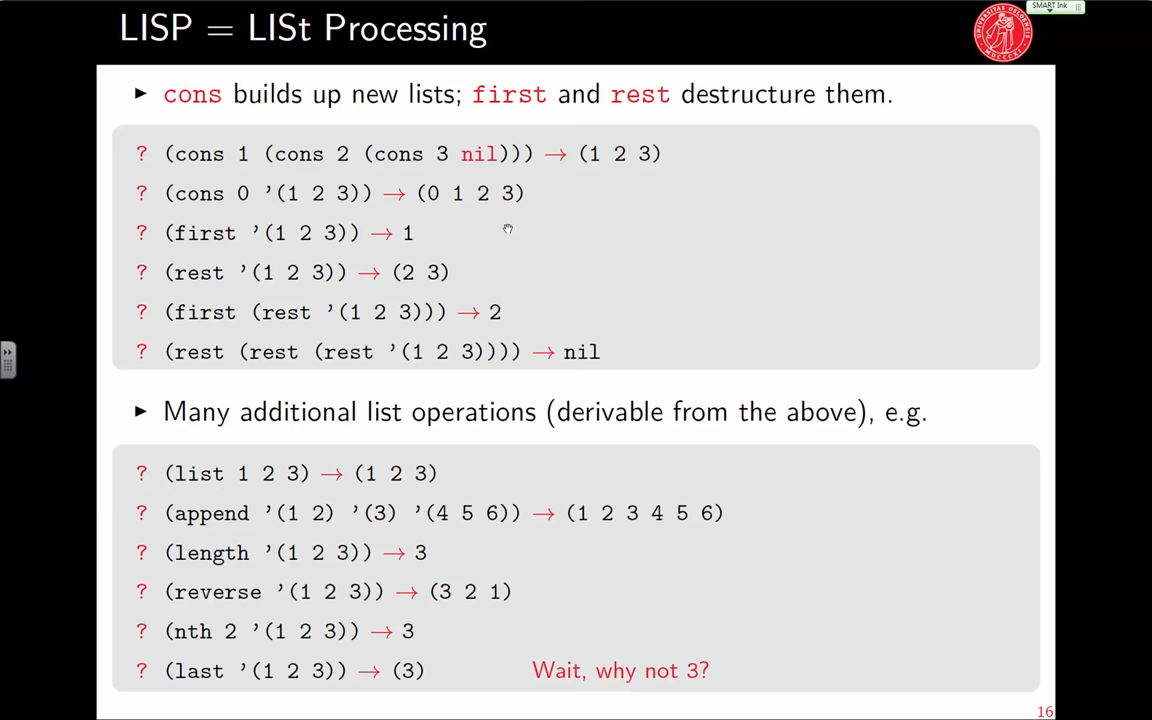 SMART Ink
LISP = LISt Processing
UNIVERSITAS OSLOENSIS
MDCCCXI
► cons builds up new lists; first and rest destructure them.
? (cons 1 (cons 2 (cons 3 nil))) → (1 2 3)
? (cons 0 ’(1 2 3)) → (0 1 2 3)
? (first ’(1 2 3)) → 1
? (rest ’(1 2 3)) → (2 3)
? (first (rest ’(1 2 3))) → 2
? (rest (rest (rest ’(1 2 3)))) → nil
► Many additional list operations (derivable from the above), e.g.
? (list 1 2 3) → (1 2 3)
? (append ’(1 2) ’(3) ’(4 5 6)) → (1 2 3 4 5 6)
? (length ’(1 2 3)) → 3
? (reverse ’(1 2 3)) → (3 2 1)
? (nth 2 ’(1 2 3)) → 3
? (last ’(1 2 3)) → (3) Wait, why not 3?
16